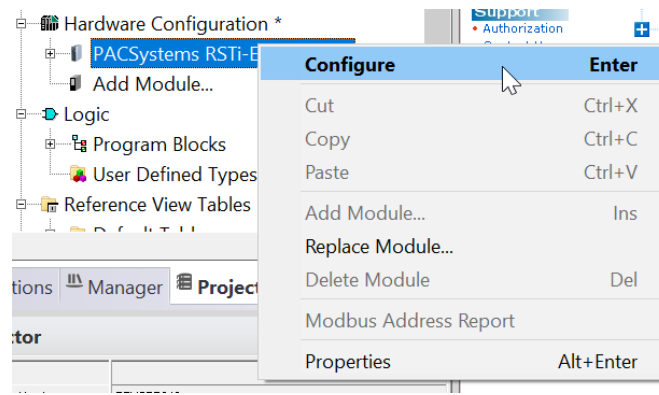 Hardware Configuration *
PACSystems RSTi-E
Add Module...
Logic
Program Blocks
User Defined Types
Reference View Tables
Support
Authorization
Configure Enter
Cut Ctrl+X
Copy Ctrl+C
Paste Ctrl+V
Add Module... Ins
Replace Module...
Delete Module Del
Modbus Address Report
Properties Alt+Enter
tions Manager Project
ctor